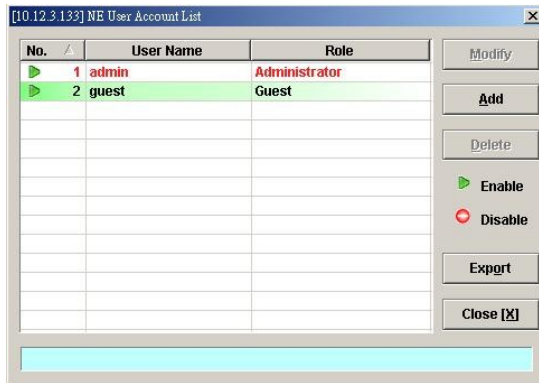 [10.12.3.133] NE User Account List
No. User Name Role
1 admin Administrator
2 guest Guest
Modify
Add
Delete
Enable
Disable
Export
Close [X]